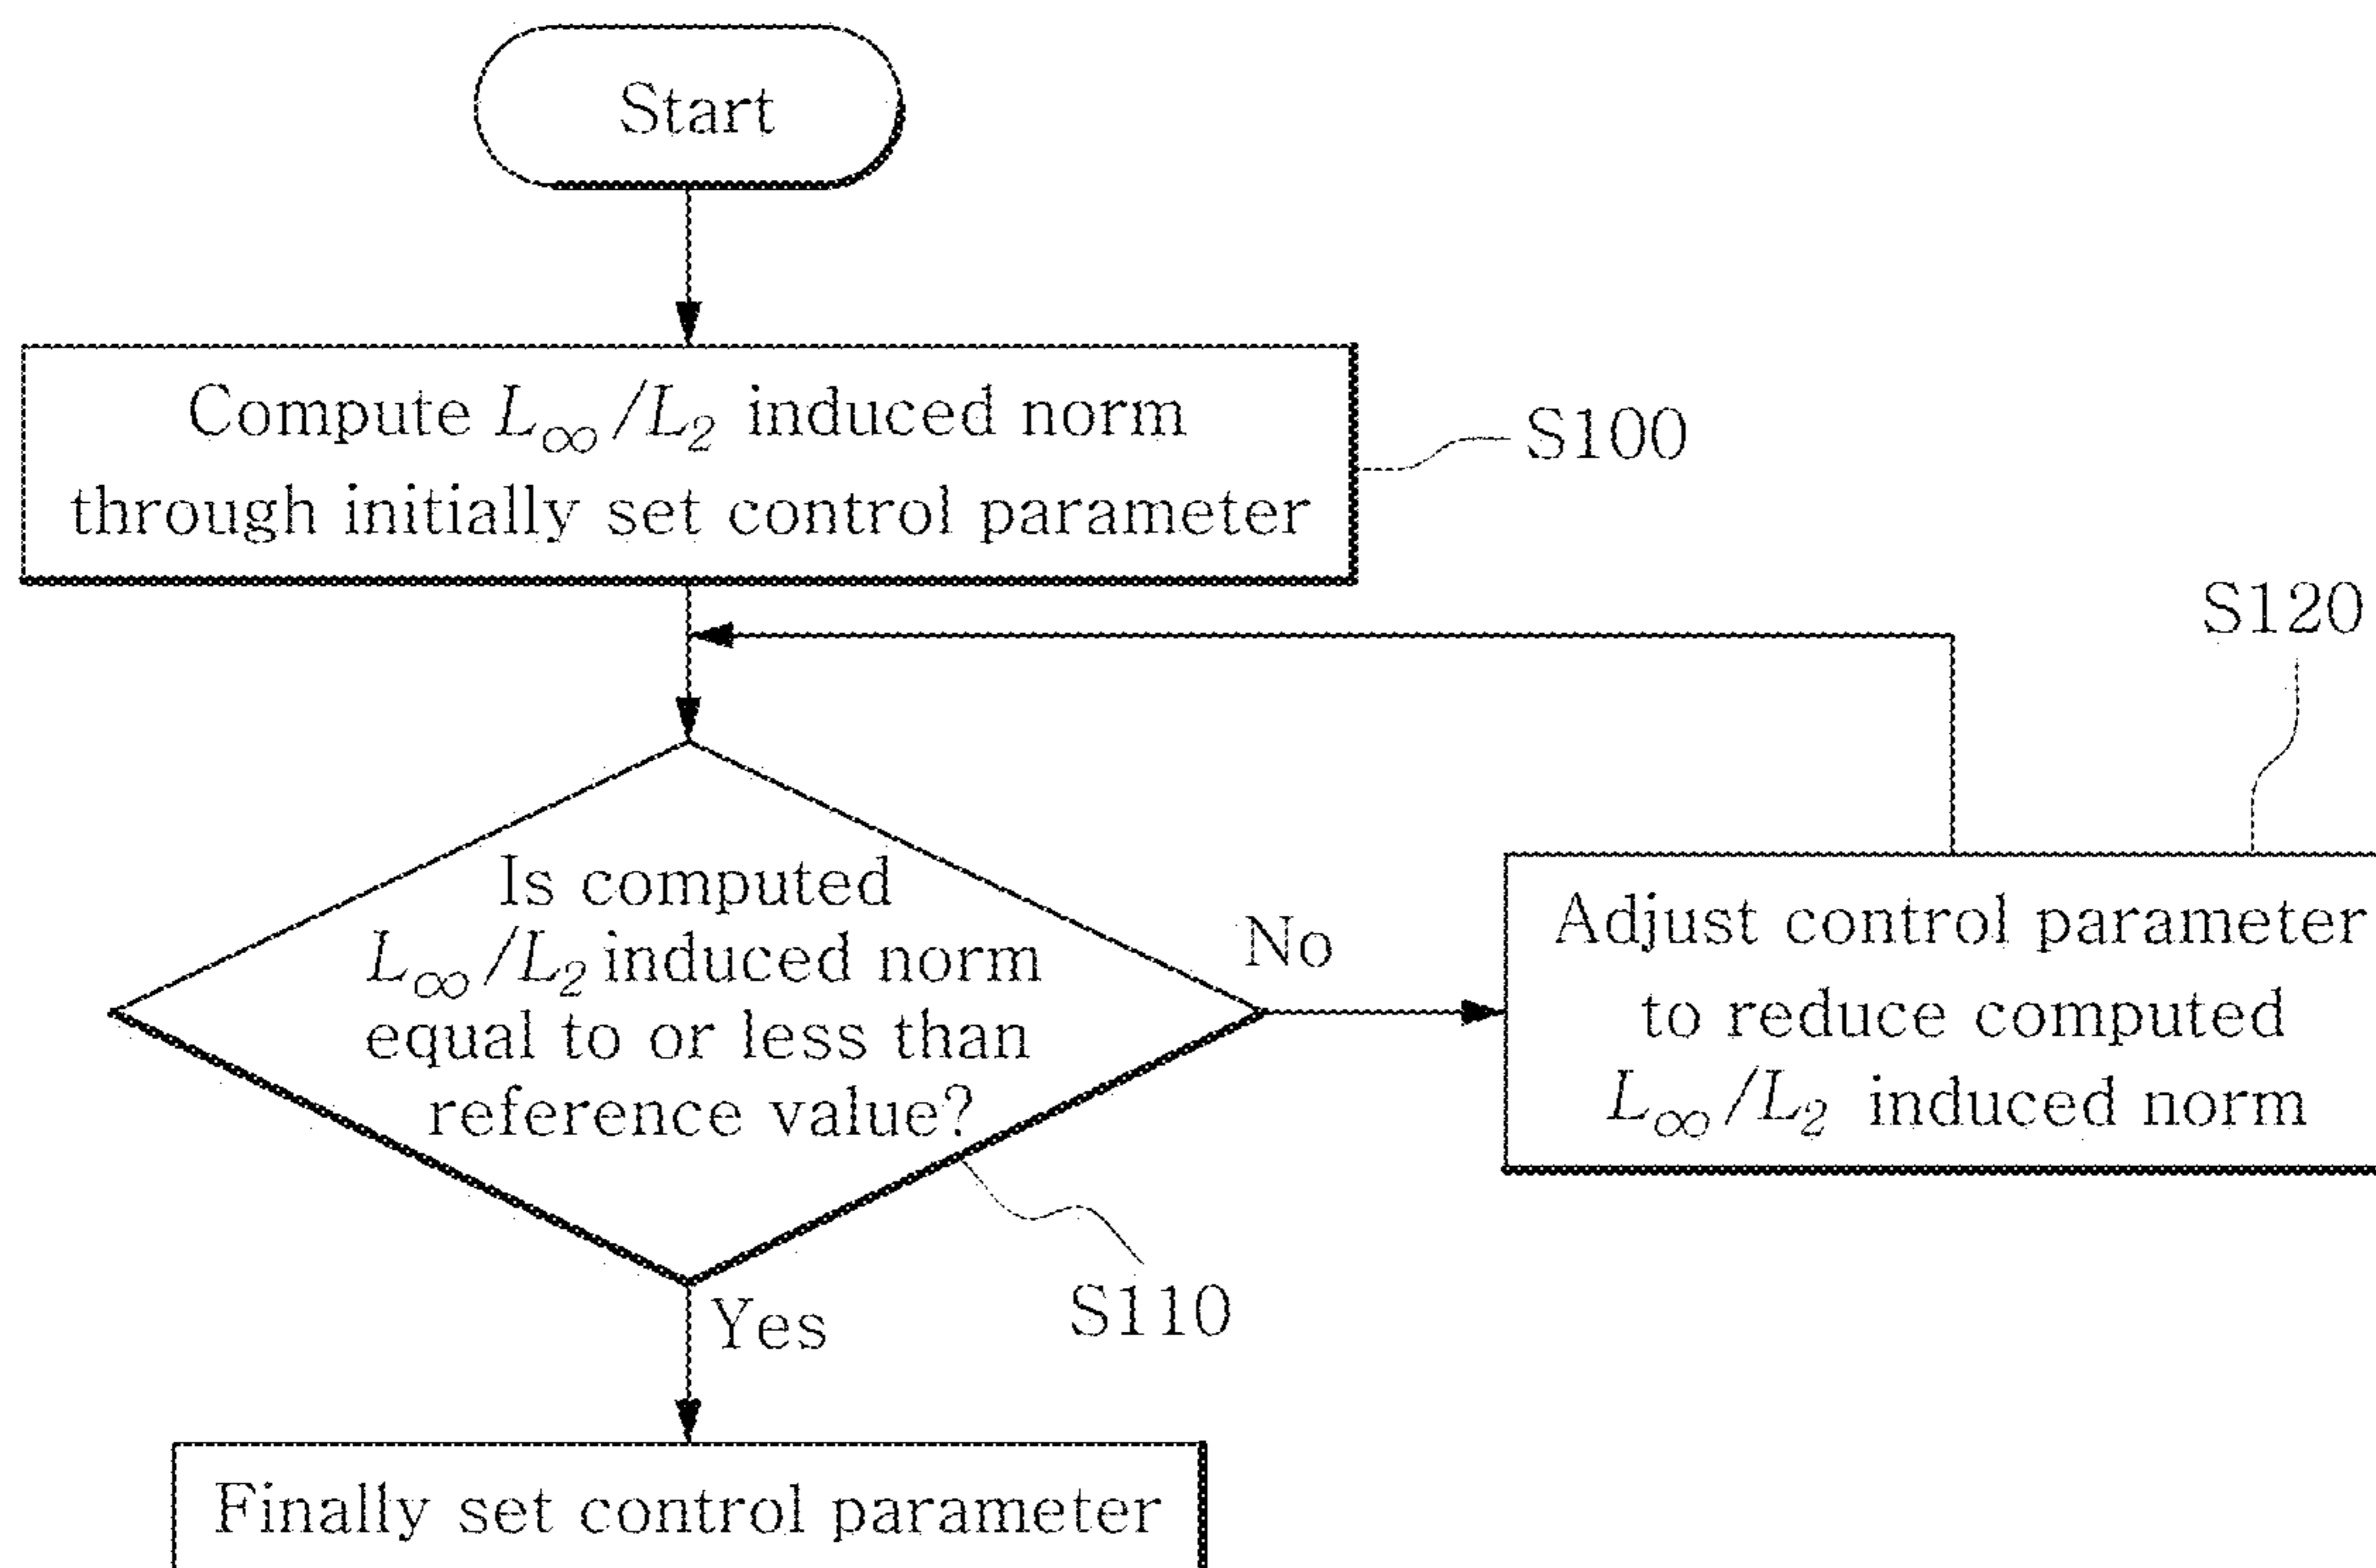 Start
Compute L∞/L2 induced norm
through initially set control parameter
S100
S120
Is computed
L∞/L2 induced norm
equal to or less than
reference value?
No
Adjust control parameter
to reduce computed
L∞/L2 induced norm
S110
Yes
Finally set control parameter